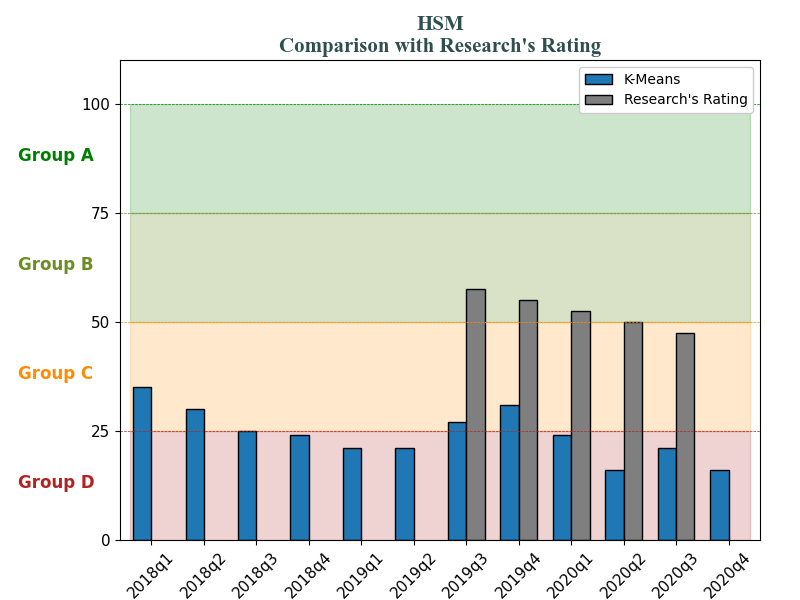 HSM
Comparison with Research's Rating
K-Means
Research's Rating
100
Group A
75
Group B
50
Group C
25
Group D
0
2018q1
2018q2
2018q3
2018q4
2019q1
2019q2
2019q3
2019q4
2020q1
2020q2
2020q3
2020q4